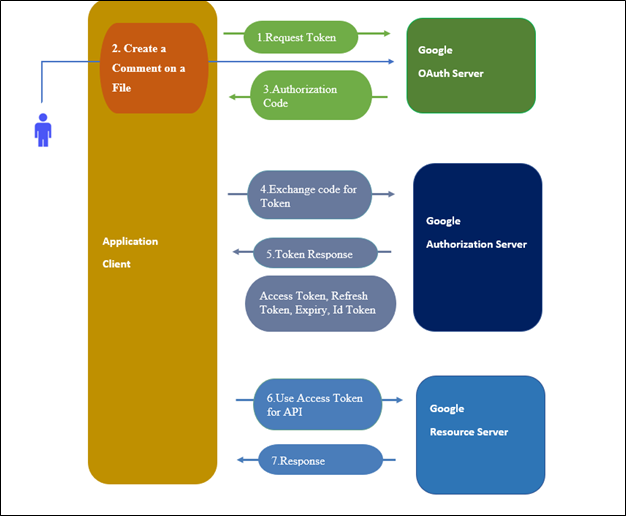 2. Create a
Comment on a
File
1.Request Token
Google
OAuth Server
3.Authorization
Code
4.Exchange code for
Token
Google
Authorization Server
5.Token Response
Application
Client
Access Token, Refresh
Token, Expiry, Id Token
6.Use Access Token
for API
Google
Resource Server
7.Response